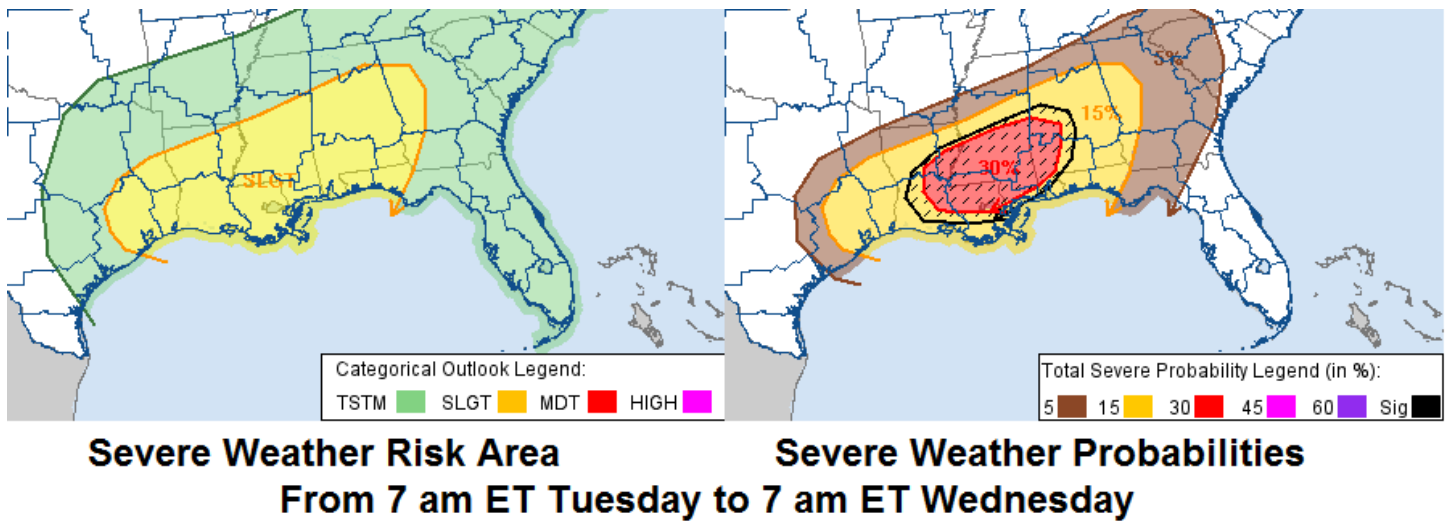 SLGT
Categorical Outlook Legend:
TSTM SLGT MDT HIGH
5%
15%
30%
Total Severe Probability Legend (in %):
5 15 30 45 60 Sig
Severe Weather Risk Area
Severe Weather Probabilities
From 7 am ET Tuesday to 7 am ET Wednesday